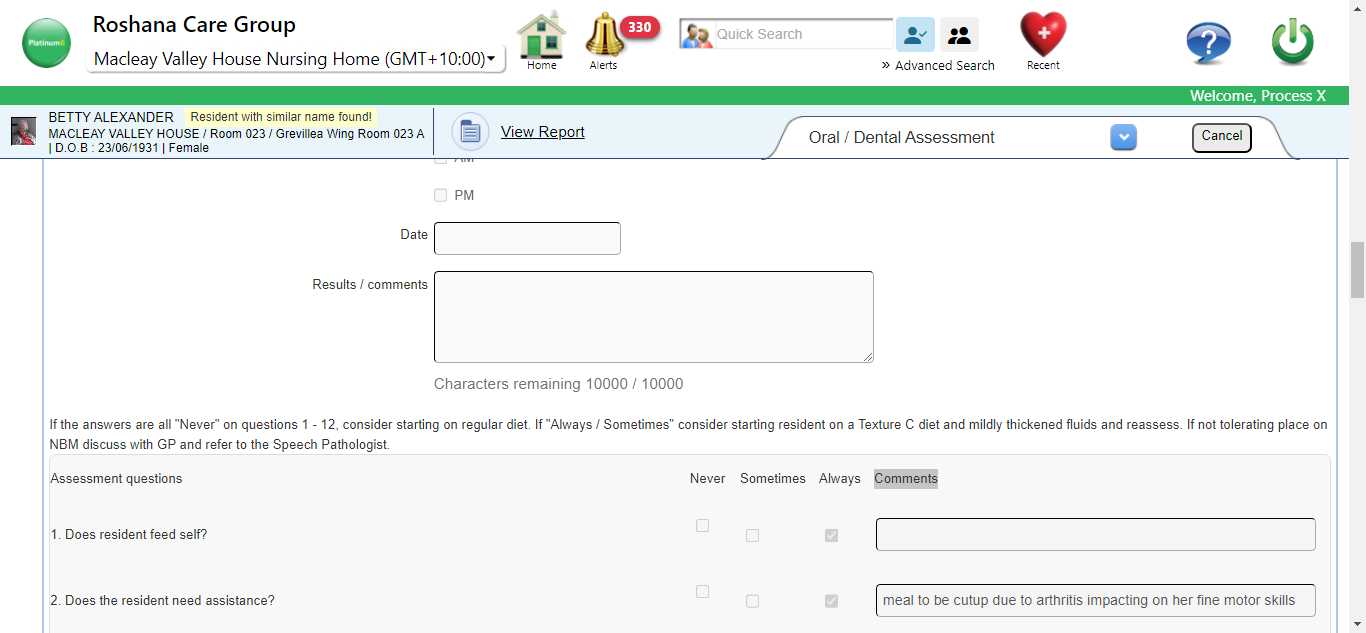 Platinum6
Roshana Care Group
Macleay Valley House Nursing Home (GMT+10:00)
Home
Alerts
330
Quick Search
» Advanced Search
Recent
Welcome, Process X
BETTY ALEXANDER Resident with similar name found!
MACLEAY VALLEY HOUSE / Room 023 / Grevillea Wing Room 023 A
| D.O.B : 23/06/1931 | Female
View Report
Oral / Dental Assessment
Cancel
AM
PM
Date
Results / comments
Characters remaining 10000 / 10000
If the answers are all "Never" on questions 1 - 12, consider starting on regular diet. If "Always / Sometimes" consider starting resident on a Texture C diet and mildly thickened fluids and reassess. If not tolerating place on
NBM discuss with GP and refer to the Speech Pathologist.
Assessment questions Never Sometimes Always Comments
1. Does resident feed self?
2. Does the resident need assistance? meal to be cutup due to arthritis impacting on her fine motor skills